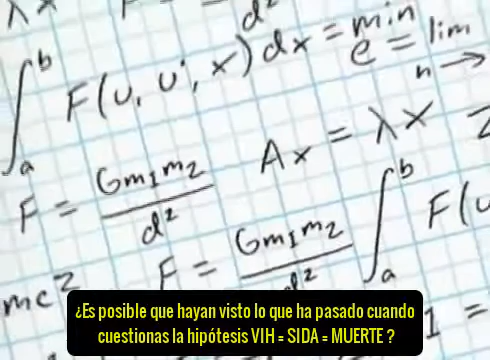 ∫ₐᵇ F(u, u', x) dx = min
e = lim
n →
Ax = λx
F = Gm₁m₂
d²
F = Gm₁m₂
d²
∫ₐᵇ F(u
mc²
1 =
¿Es posible que hayan visto lo que ha pasado cuando
cuestionas la hipótesis VIH = SIDA = MUERTE ?